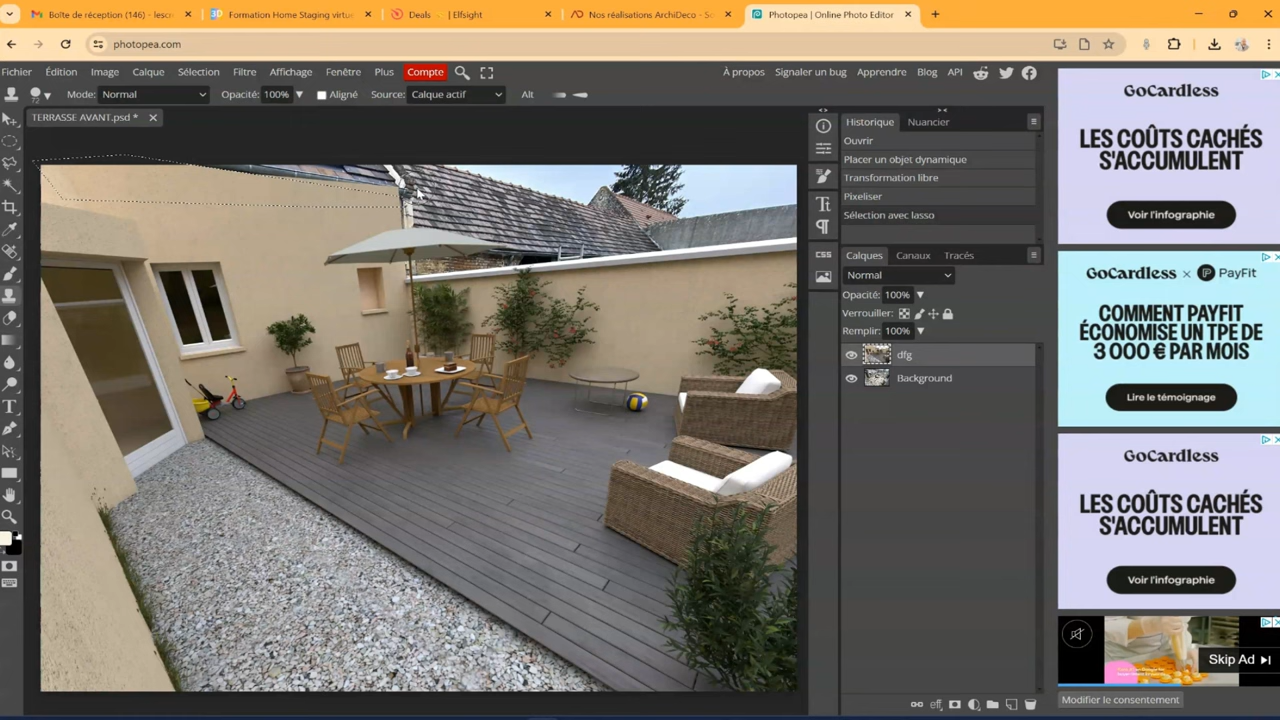 Boîte de réception (146) - lescr
Formation Home Staging virtue
Deals 👉 | Elfsight
Nos réalisations ArchiDeco - So
Photopea | Online Photo Editor
photopea.com
Fichier Édition Image Calque Sélection Filtre Affichage Fenêtre Plus Compte
À propos Signaler un bug Apprendre Blog API
72 Mode: Normal Opacité: 100% Aligné Source: Calque actif Alt
TERRASSE AVANT.psd *
Historique Nuancier
Ouvrir
Placer un objet dynamique
Transformation libre
Pixeliser
Sélection avec lasso
CSS
Calques Canaux Tracés
Normal
Opacité: 100%
Verrouiller:
Remplir: 100%
dfg
Background
eff
GoCardless
LES COÛTS CACHÉS
S'ACCUMULENT
Voir l'infographie
GoCardless × PayFit
COMMENT PAYFIT
ÉCONOMISE UN TPE DE
3 000 € PAR MOIS
Lire le témoignage
GoCardless
LES COÛTS CACHÉS
S'ACCUMULENT
Voir l'infographie
Skip Ad
Modifier le consentement